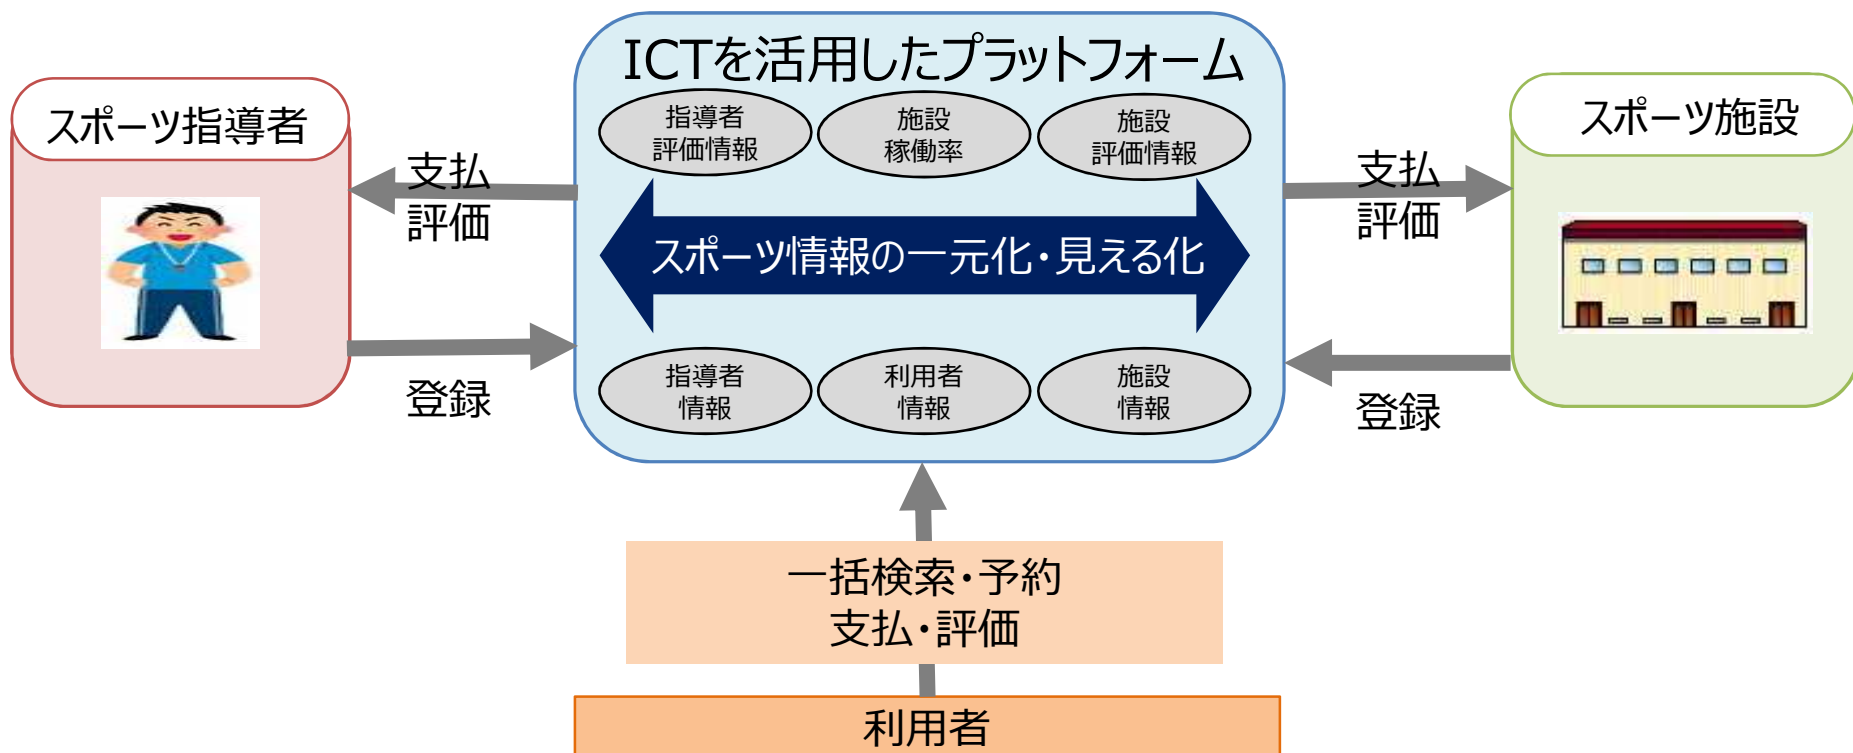 ICTを活用したプラットフォーム
スポーツ指導者
スポーツ施設
指導者
評価情報
施設
稼働率
施設
評価情報
支払
評価
支払
評価
スポーツ情報の一元化・見える化
指導者
情報
利用者
情報
施設
情報
登録
登録
一括検索・予約
支払・評価
利用者